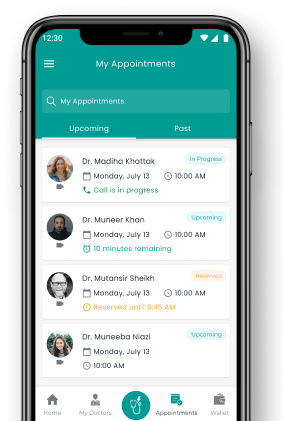 12:30
My Appointments
My Appointments
Upcoming Past
Dr. Madiha Khattak In Progress
Monday, July 13 10:00 AM
Call is in progress
Dr. Muneer Khan Upcoming
Monday, July 13 10:00 AM
10 minutes remaining
Dr. Mutansir Sheikh Reserved
Monday, July 13 10:00 AM
Reserved until 8:45 AM
Dr. Muneeba Niazi Upcoming
Monday, July 13
10:00 AM
Home My Doctors Appointments Wallet